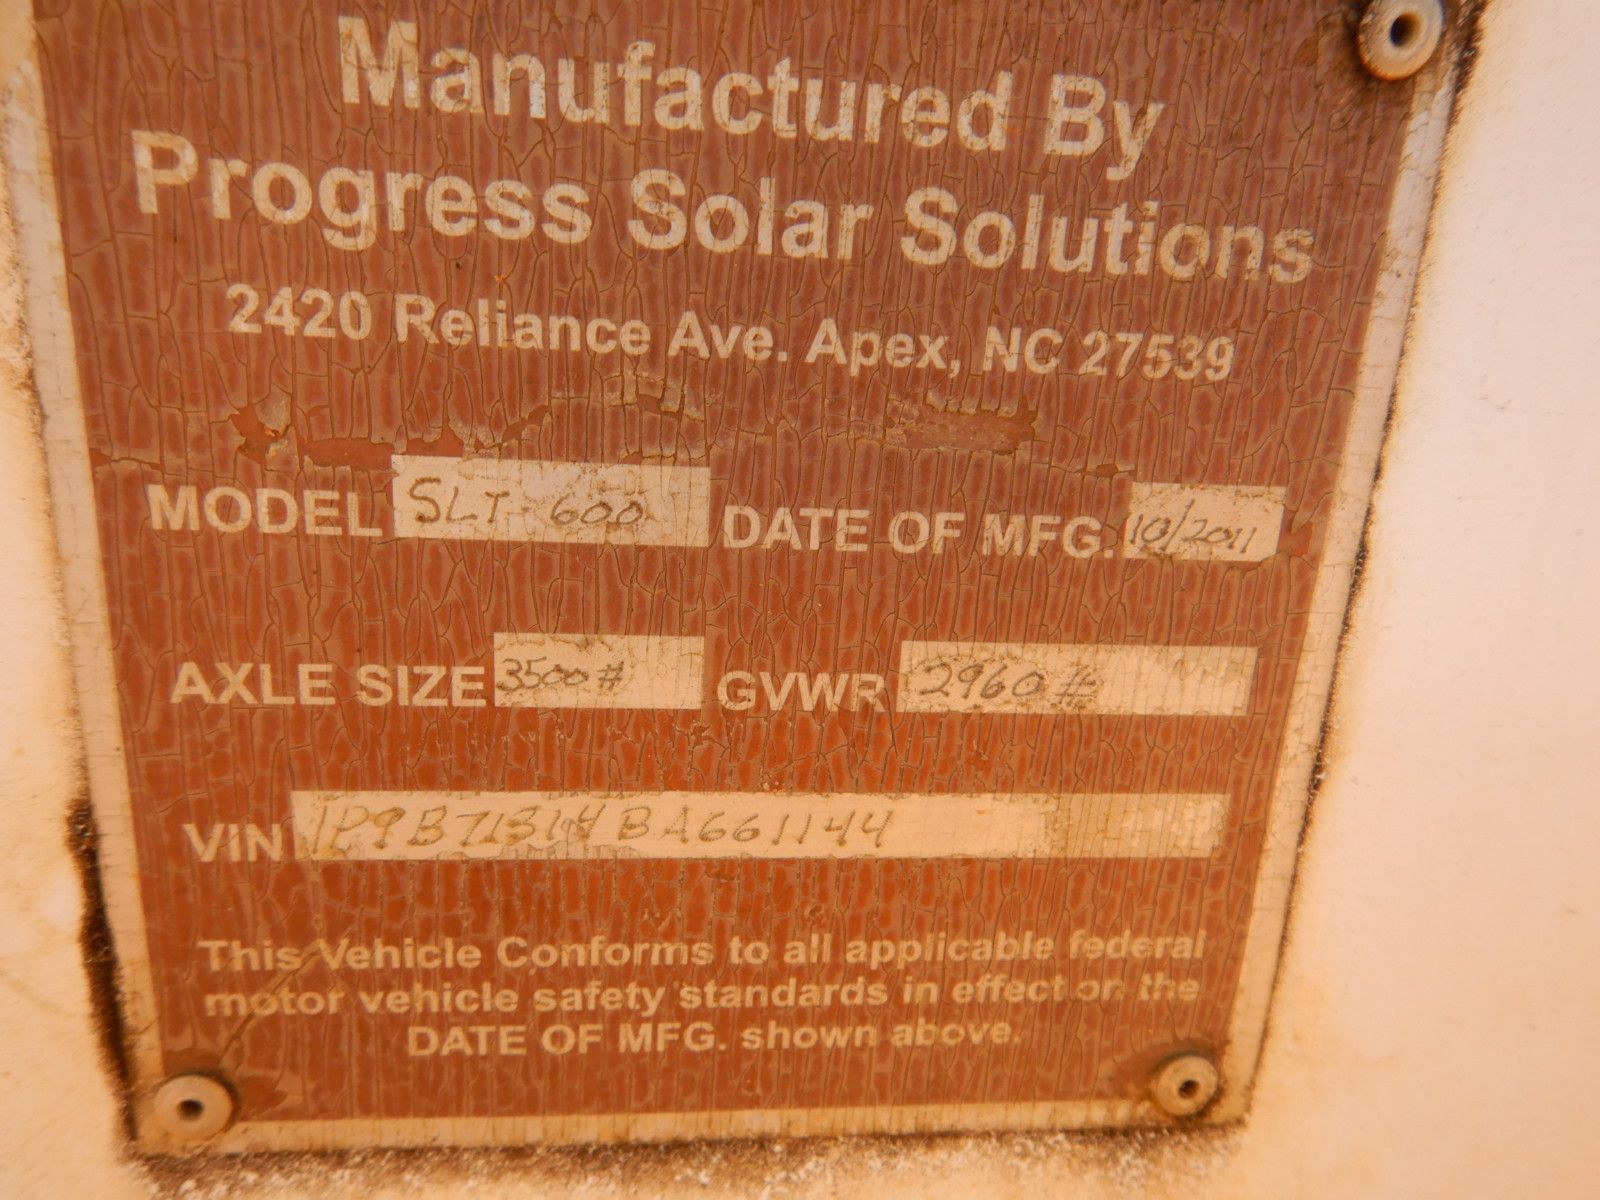 Manufactured By
Progress Solar Solutions
2420 Reliance Ave. Apex, NC 27539
MODEL SLT-600 DATE OF MFG. 10/2011
AXLE SIZE 3500# GVWR 2960#
VIN 1P9B71314BA661144
This Vehicle Conforms to all applicable federal
motor vehicle safety standards in effect on the
DATE OF MFG. shown above.